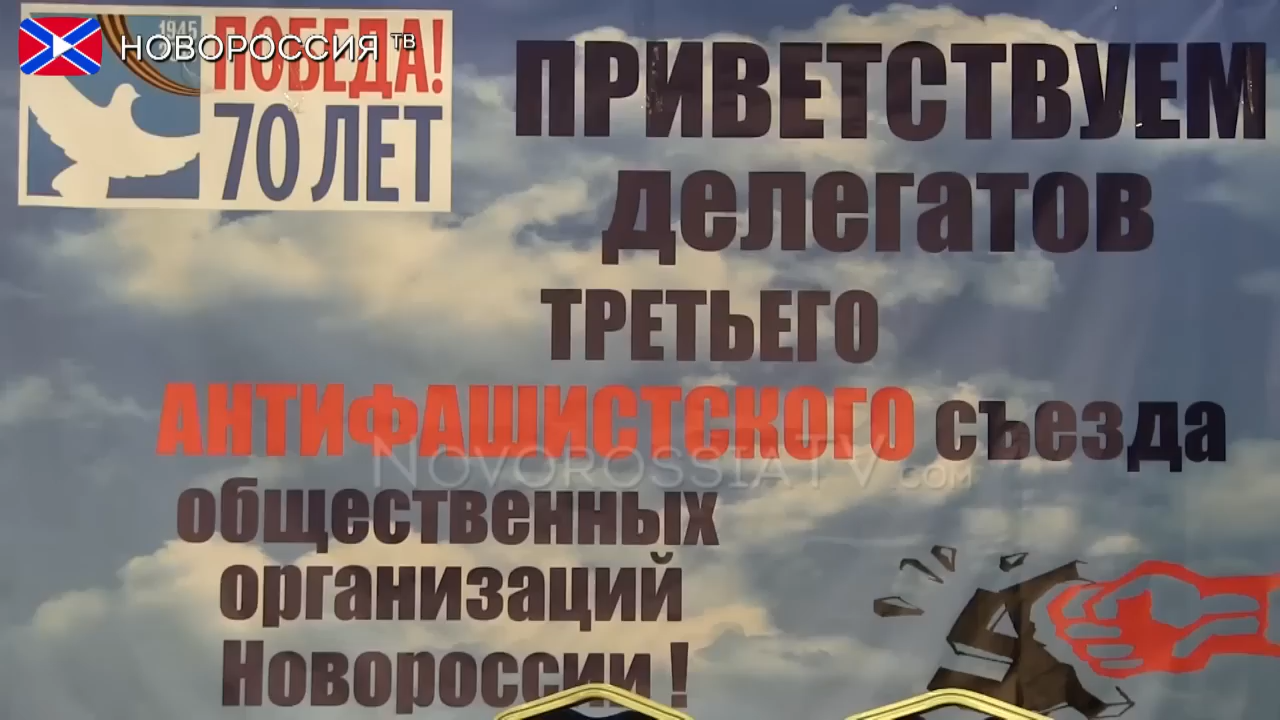 НОВОРОССИЯ ТВ
1945
ПОБЕДА!
70 ЛЕТ
ПРИВЕТСТВУЕМ
делегатов
ТРЕТЬЕГО
АНТИФАШИСТСКОГО съезда
NOVOROSSIATV.COM
общественных
организаций
Новороссии !